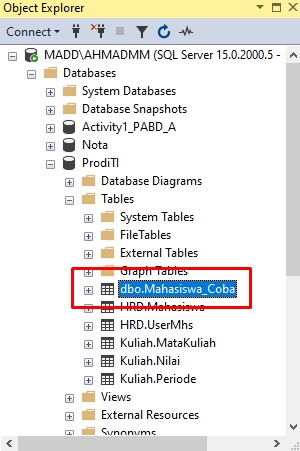 Object Explorer
Connect
MADD\AHMADMM (SQL Server 15.0.2000.5 -
Databases
System Databases
Database Snapshots
Activity1_PABD_A
Nota
ProdiTI
Database Diagrams
Tables
System Tables
FileTables
External Tables
Graph Tables
dbo.Mahasiswa_Coba
HRD.Mahasiswa
HRD.UserMhs
Kuliah.MataKuliah
Kuliah.Nilai
Kuliah.Periode
Views
External Resources
Synonyms